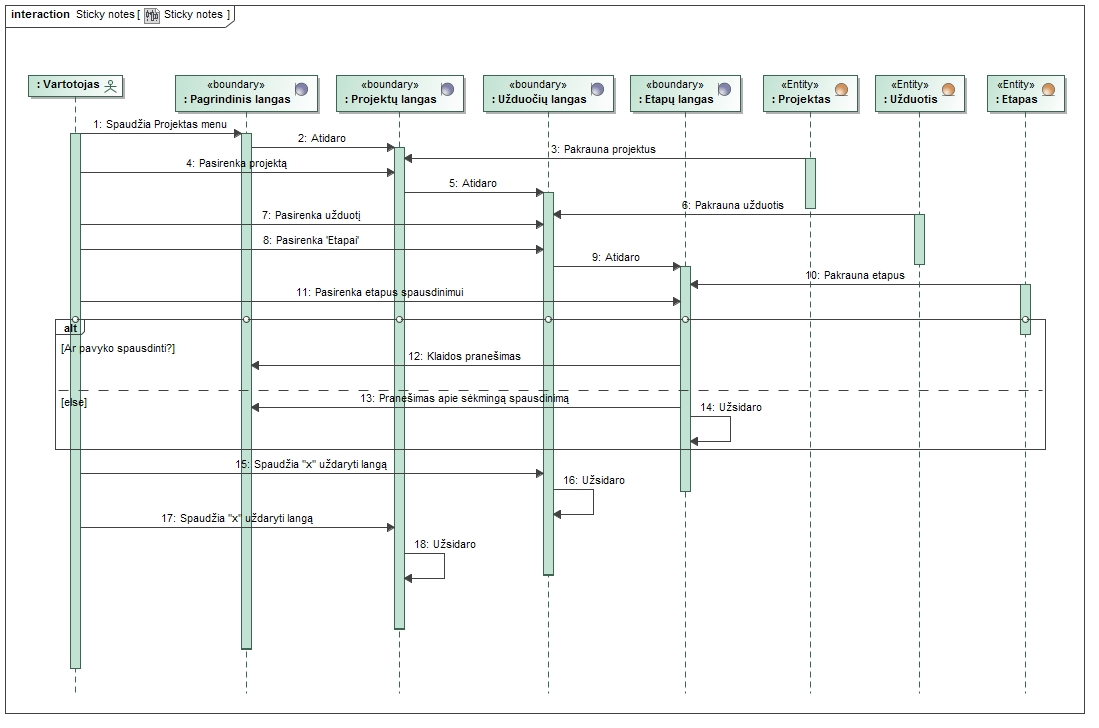 interaction Sticky notes [ Sticky notes ]
: Vartotojas
«boundary»
: Pagrindinis langas
«boundary»
: Projektų langas
«boundary»
: Užduočių langas
«boundary»
: Etapų langas
«Entity»
: Projektas
«Entity»
: Užduotis
«Entity»
: Etapas
1: Spaudžia Projektas menu
2: Atidaro
3: Pakrauna projektus
4: Pasirenka projektą
5: Atidaro
6: Pakrauna užduotis
7: Pasirenka užduotį
8: Pasirenka 'Etapai'
9: Atidaro
10: Pakrauna etapus
11: Pasirenka etapus spausdinimui
alt
[Ar pavyko spausdinti?]
12: Klaidos pranešimas
[else]
13: Pranešimas apie sėkmingą spausdinimą
14: Užsidaro
15: Spaudžia "x" uždaryti langą
16: Užsidaro
17: Spaudžia "x" uždaryti langą
18: Užsidaro